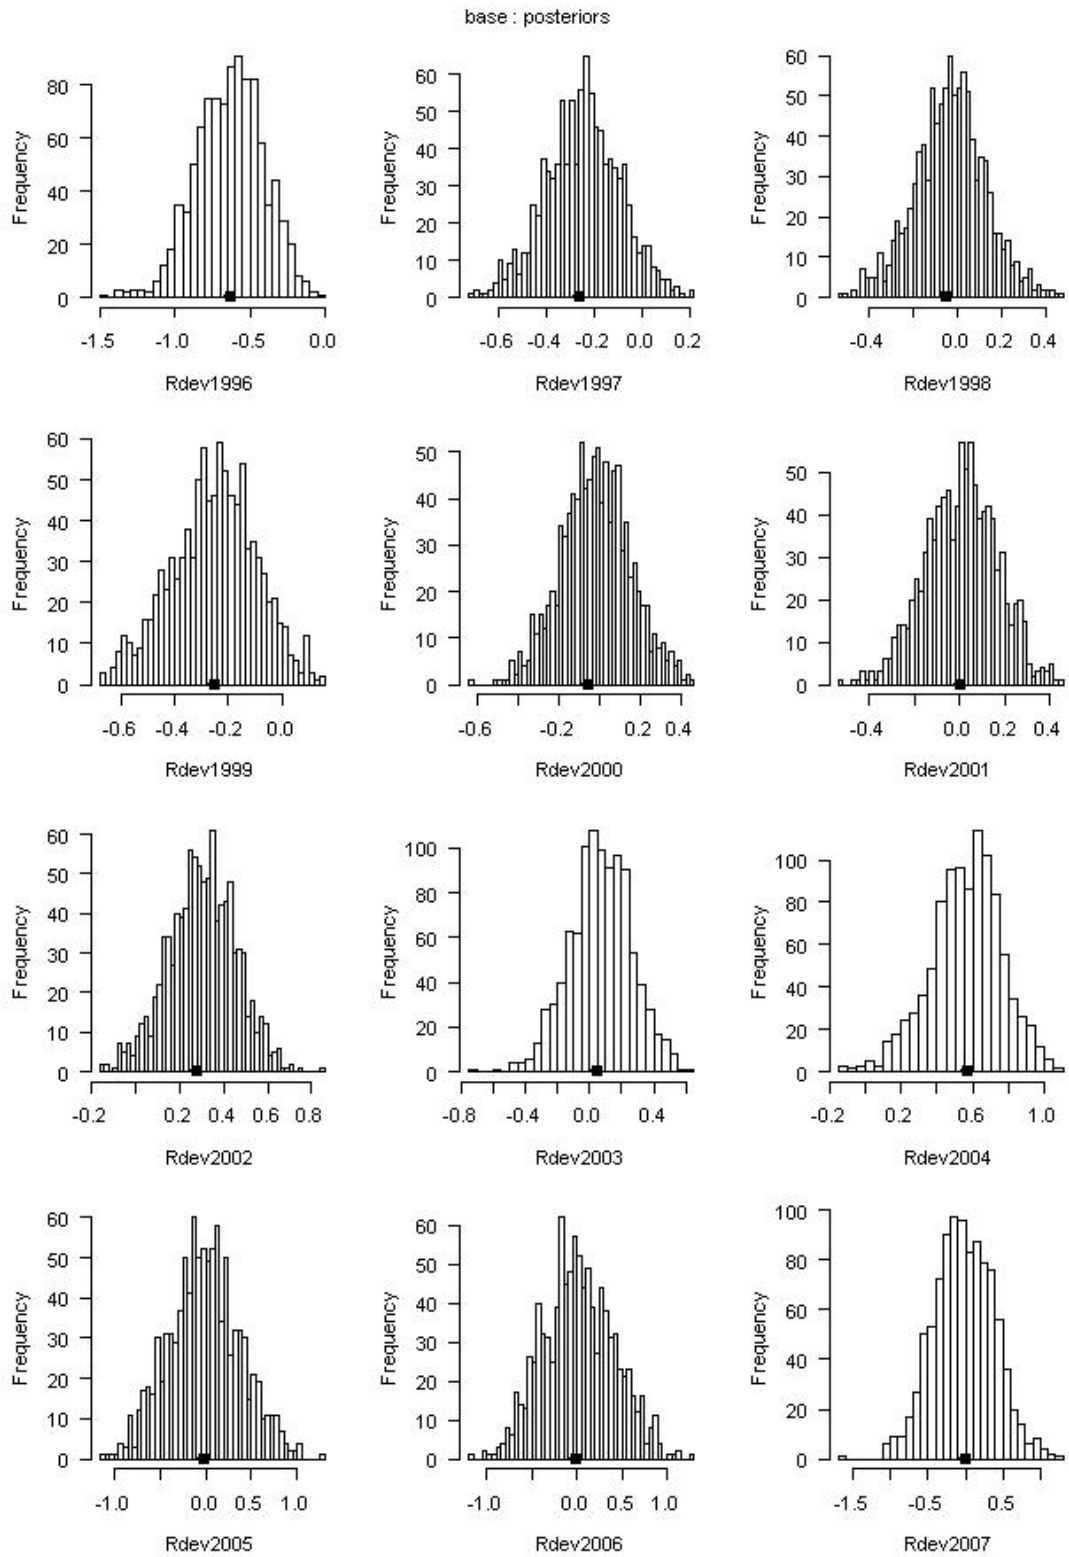 base : posteriors
Frequency
0 20 40 60 80
-1.5 -1.0 -0.5 0.0
Rdev1996
Frequency
0 10 20 30 40 50 60
-0.6 -0.4 -0.2 0.0 0.2
Rdev1997
Frequency
0 10 20 30 40 50 60
-0.4 0.0 0.2 0.4
Rdev1998
Frequency
0 10 20 30 40 50 60
-0.6 -0.4 -0.2 0.0
Rdev1999
Frequency
0 10 20 30 40 50
-0.6 -0.2 0.2 0.4
Rdev2000
Frequency
0 10 20 30 40 50
-0.4 0.0 0.2 0.4
Rdev2001
Frequency
0 10 20 30 40 50 60
-0.2 0.2 0.4 0.6 0.8
Rdev2002
Frequency
0 20 40 60 80 100
-0.8 -0.4 0.0 0.4
Rdev2003
Frequency
0 20 40 60 80 100
-0.2 0.2 0.6 1.0
Rdev2004
Frequency
0 10 20 30 40 50 60
-1.0 0.0 0.5 1.0
Rdev2005
Frequency
0 10 20 30 40 50 60
-1.0 0.0 0.5 1.0
Rdev2006
Frequency
0 20 40 60 80 100
-1.5 -0.5 0.5
Rdev2007